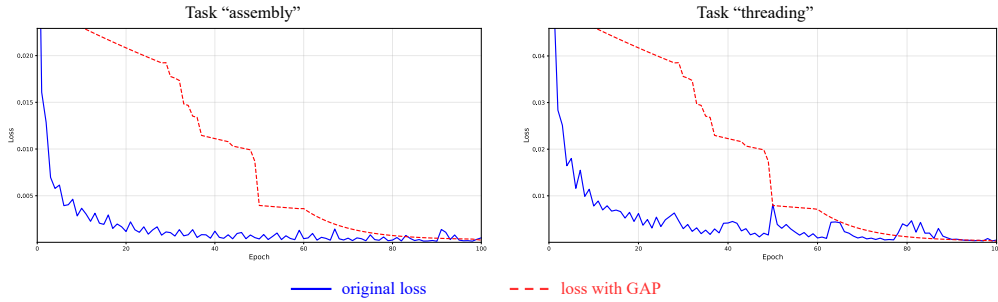 Task “assembly”
Task “threading”
0.020
0.015
0.010
0.005
Loss
0 20 40 60 80 100
Epoch
0.04
0.03
0.02
0.01
Loss
0 20 40 60 80 100
Epoch
original loss
loss with GAP